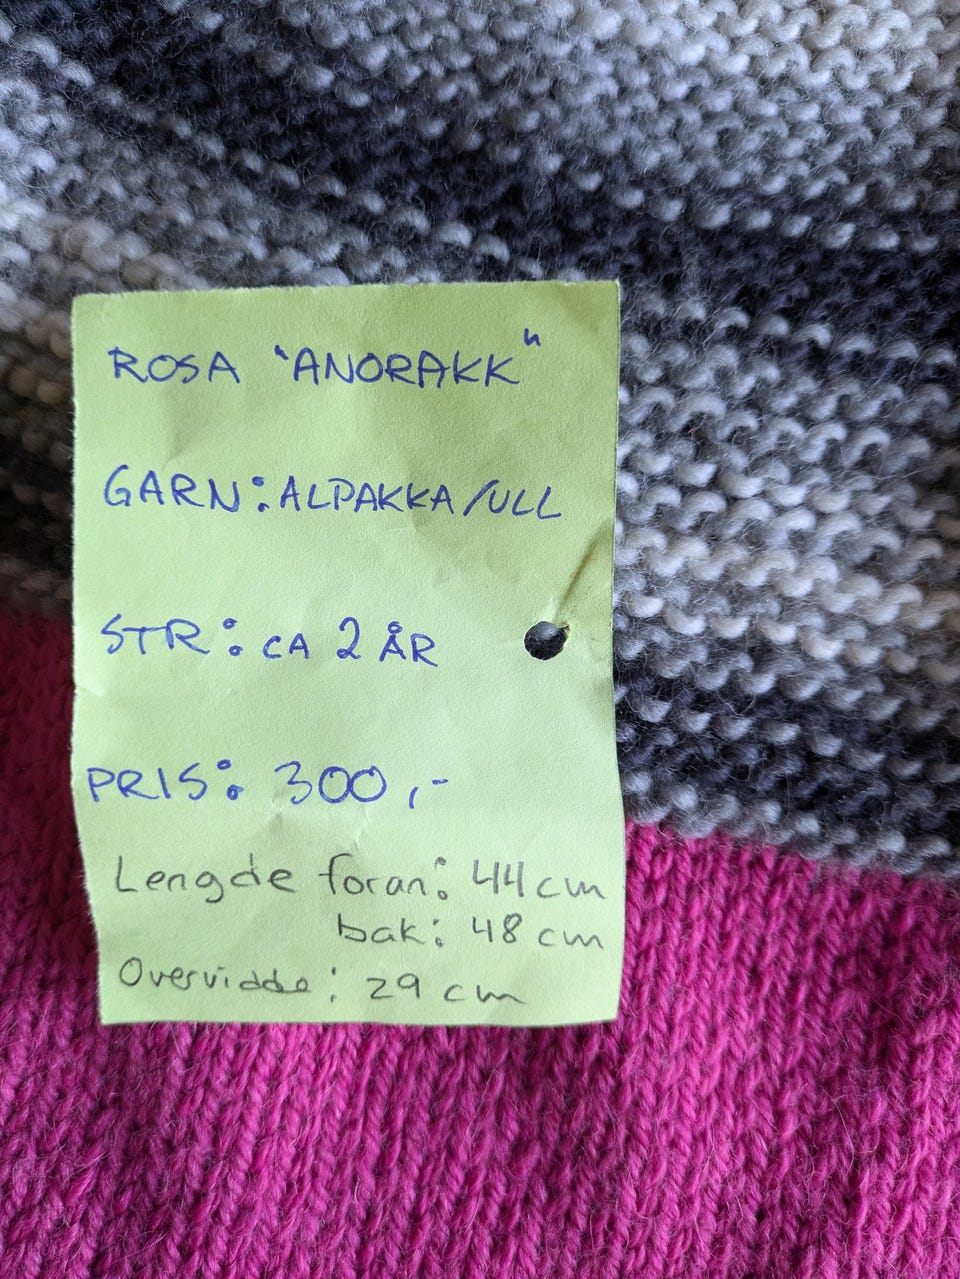 ROSA "ANORAKK"
GARN: ALPAKKA/ULL
STR: CA 2 ÅR
PRIS: 300,-
Lengde foran: 44 cm
bak: 48 cm
Overvidde: 29 cm